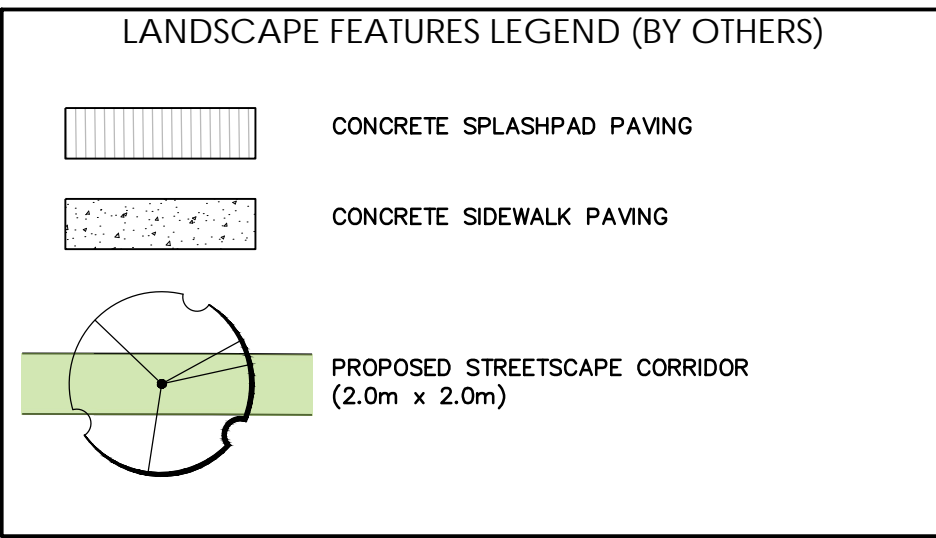 LANDSCAPE FEATURES LEGEND (BY OTHERS)
CONCRETE SPLASHPAD PAVING
CONCRETE SIDEWALK PAVING
PROPOSED STREETSCAPE CORRIDOR
(2.0m x 2.0m)